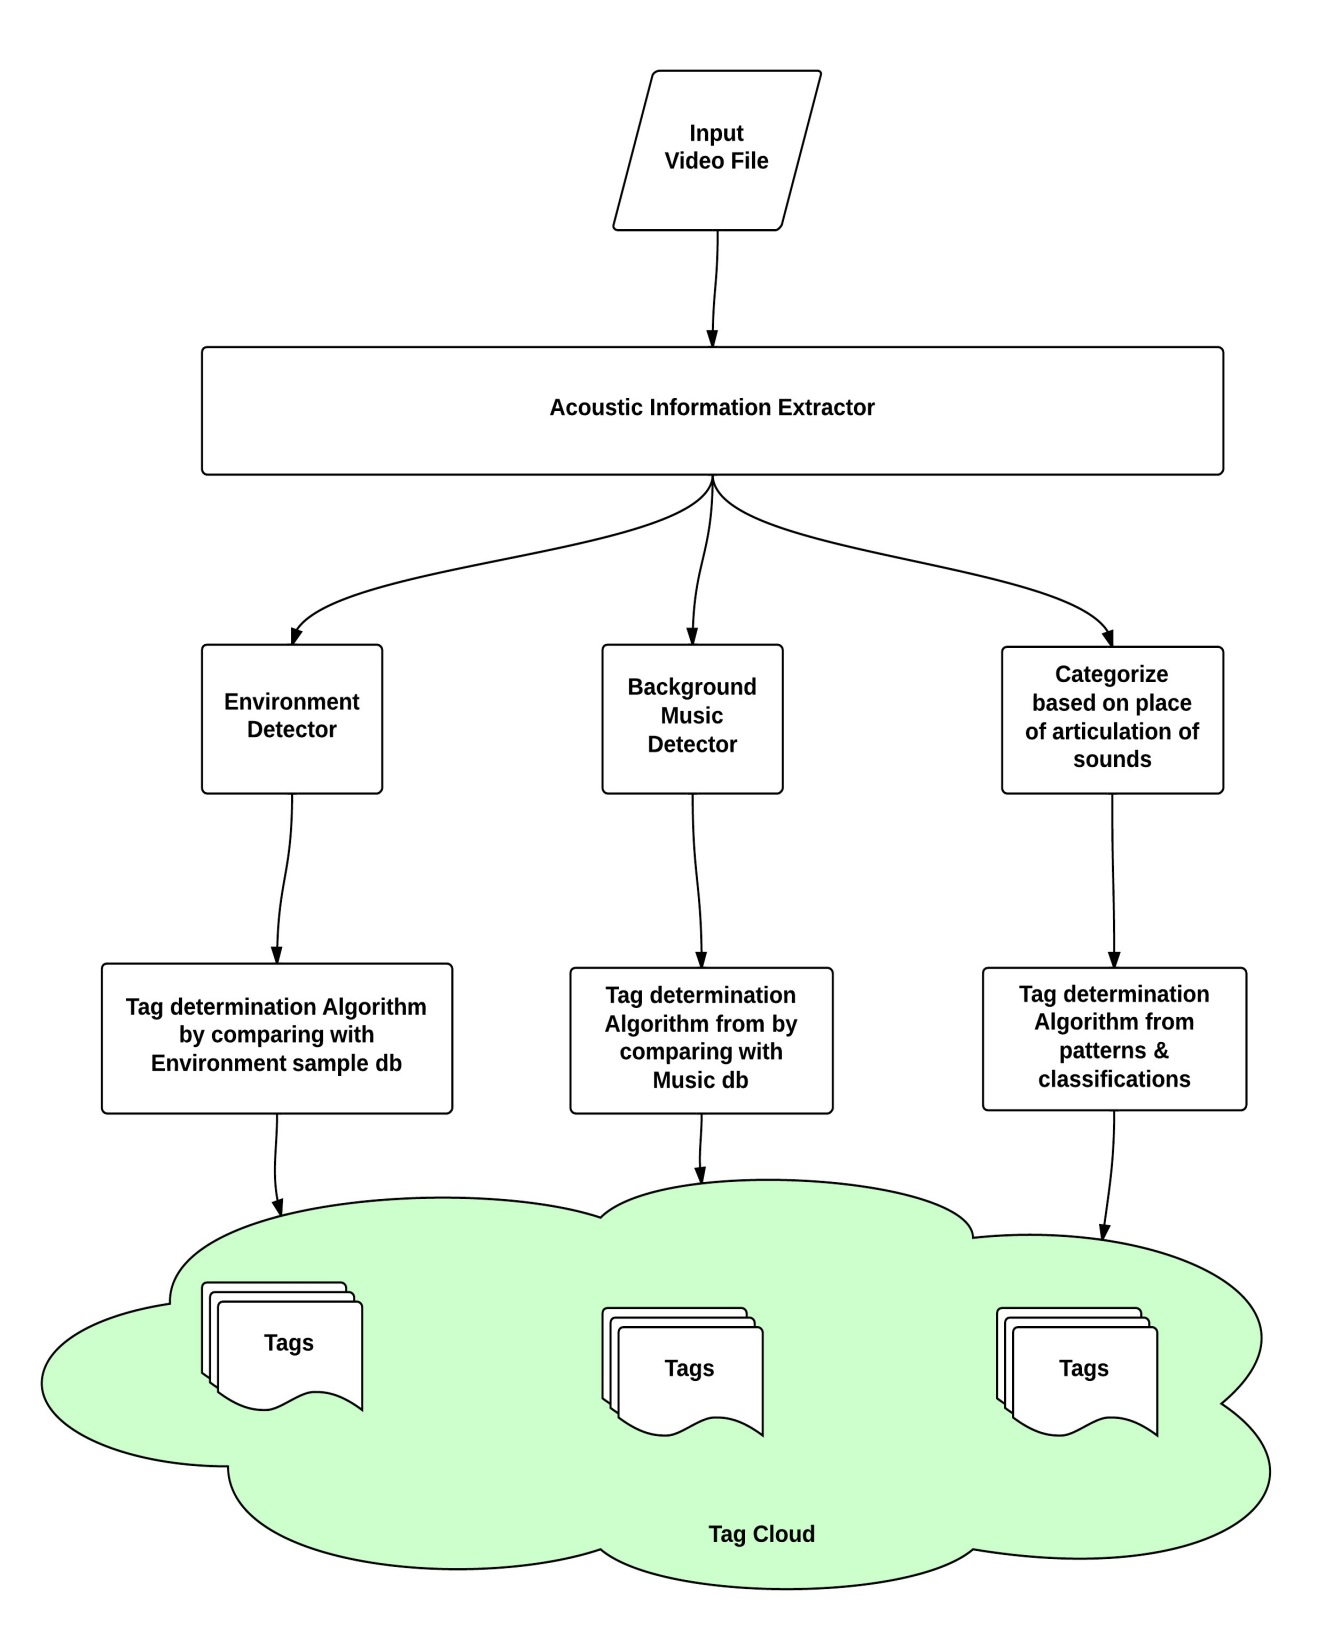 Input
Video File
Acoustic Information Extractor
Environment
Detector
Background
Music
Detector
Categorize
based on place
of articulation of
sounds
Tag determination Algorithm
by comparing with
Environment sample db
Tag determination
Algorithm from by
comparing with
Music db
Tag determination
Algorithm from
patterns &
classifications
Tags
Tags
Tags
Tag Cloud